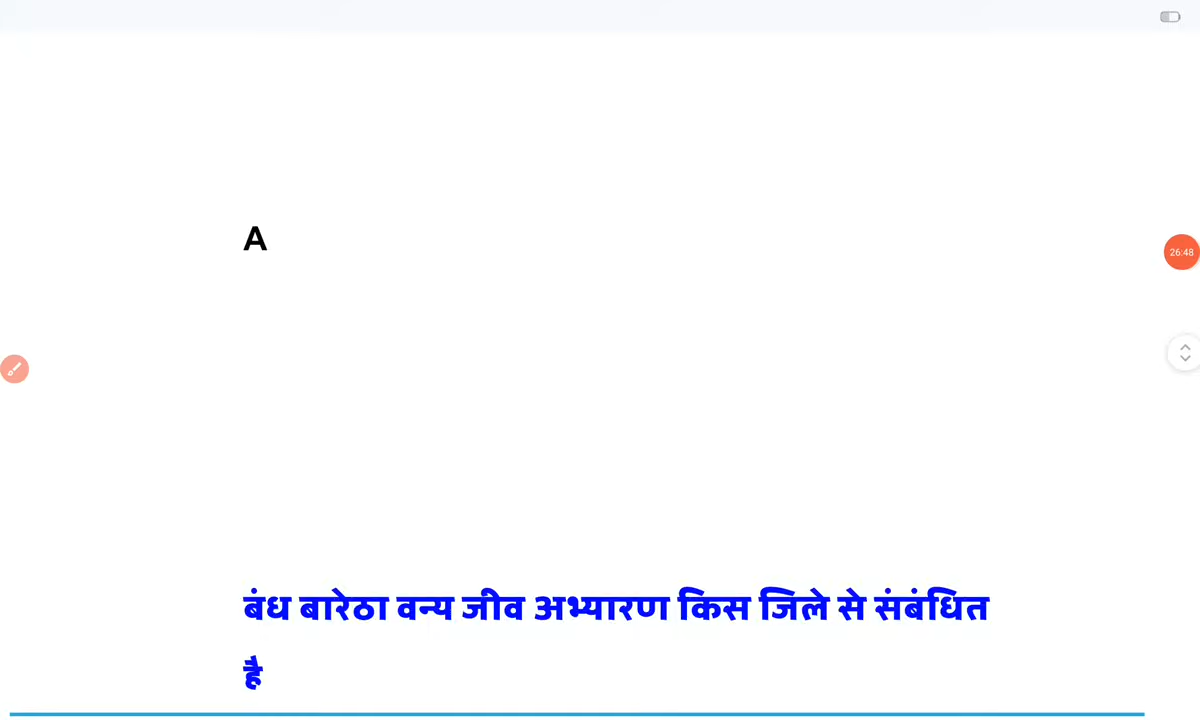 A
26:48
बंध बारेठा वन्य जीव अभ्यारण किस जिले से संबंधित
है